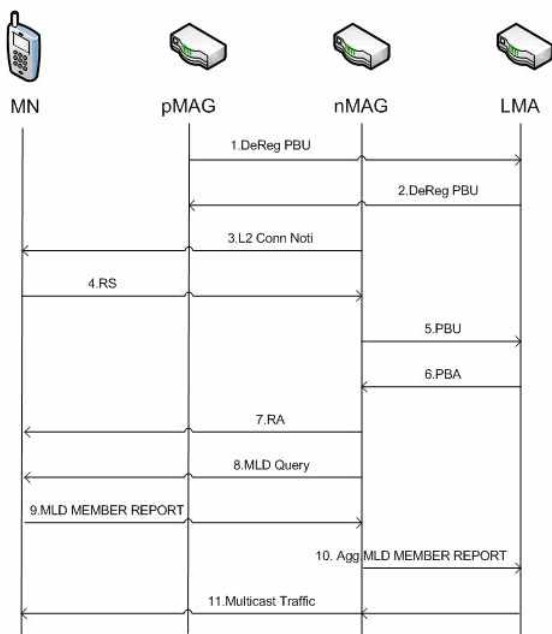 MN pMAG nMAG LMA
1.DeReg PBU
2.DeReg PBU
3.L2 Conn Noti
4.RS
5.PBU
6.PBA
7.RA
8.MLD Query
9.MLD MEMBER REPORT
10. Agg.MLD MEMBER REPORT
11.Multicast Traffic